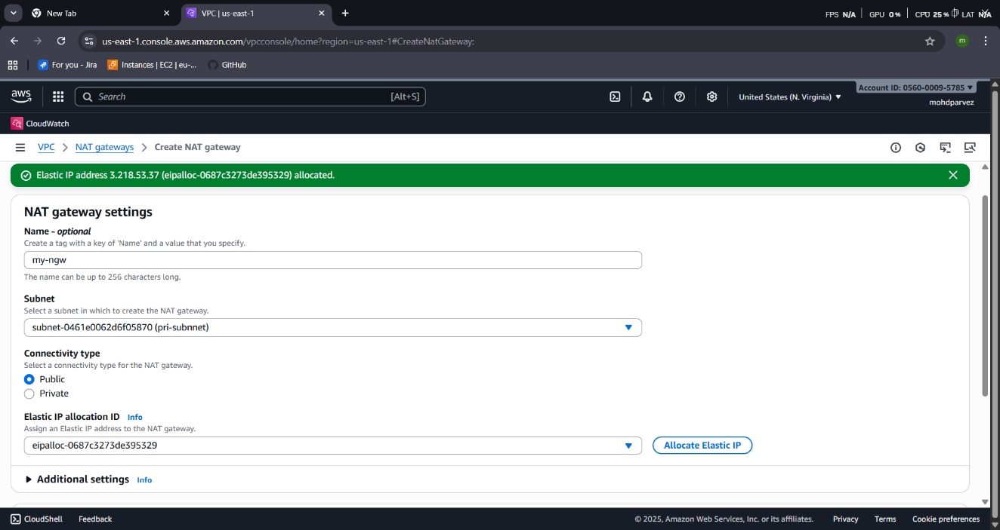 New Tab
VPC | us-east-1
FPS N/A GPU 0% CPU 25% LAT N/A
us-east-1.console.aws.amazon.com/vpcconsole/home?region=us-east-1#CreateNatGateway:
m
For you - Jira
Instances | EC2 | eu-...
GitHub
aws
Search [Alt+S]
United States (N. Virginia)
Account ID: 0560-0009-5785
mohdparvez
CloudWatch
VPC NAT gateways Create NAT gateway
Elastic IP address 3.218.53.37 (eipalloc-0687c3273de395329) allocated.
NAT gateway settings
Name - optional
Create a tag with a key of 'Name' and a value that you specify.
my-ngw
The name can be up to 256 characters long.
Subnet
Select a subnet in which to create the NAT gateway.
subnet-0461e0062d6f05870 (pri-subnnet)
Connectivity type
Select a connectivity type for the NAT gateway.
Public
Private
Elastic IP allocation ID Info
Assign an Elastic IP address to the NAT gateway.
eipalloc-0687c3273de395329
Allocate Elastic IP
Additional settings Info
CloudShell Feedback © 2025, Amazon Web Services, Inc. or its affiliates. Privacy Terms Cookie preferences